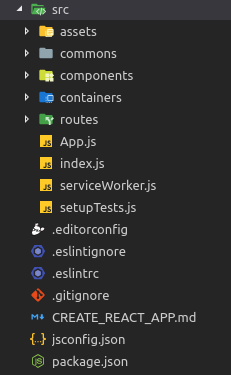 src
assets
commons
components
containers
routes
App.js
index.js
serviceWorker.js
setupTests.js
.editorconfig
.eslintignore
.eslintrc
.gitignore
CREATE_REACT_APP.md
jsconfig.json
package.json